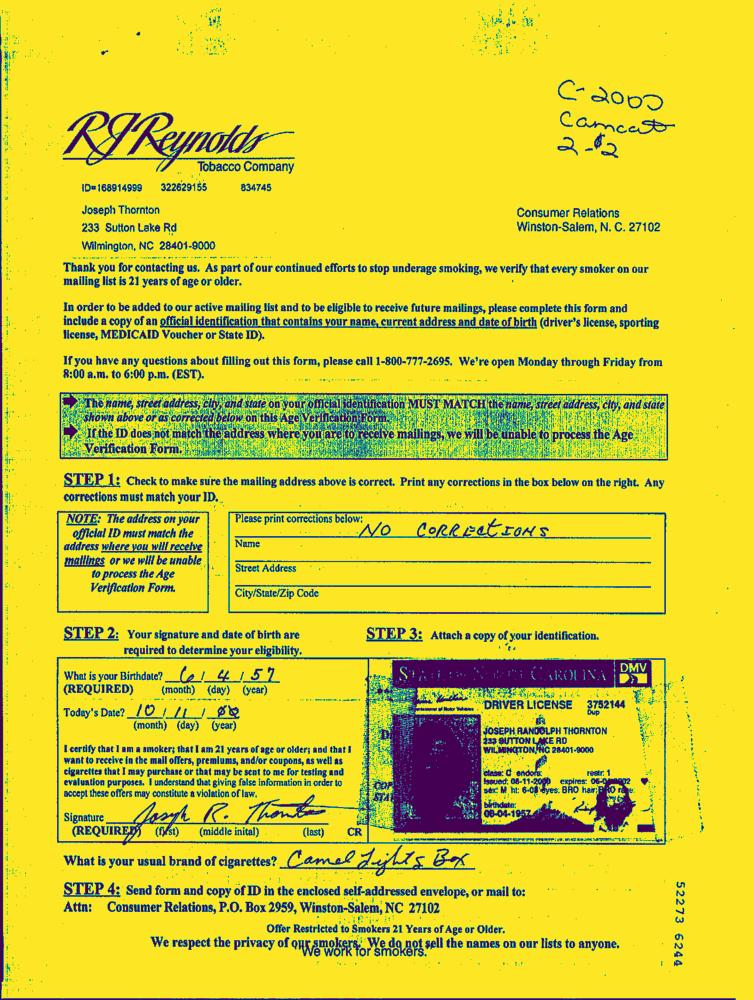 C-2000
Camcat
2-$2
RJReynolds
Tobacco Company
ID=168914999 322629155 834745
Joseph Thornton
233 Sutton Lake Rd
Wilmington, NC 28401-9000
Consumer Relations
Winston-Salem, N. C. 27102
Thank you for contacting us. As part of our continued efforts to stop underage smoking, we verify that every smoker on our
mailing list is 21 years of age or older.
In order to be added to our active mailing list and to be eligible to receive future mailings, please complete this form and
include a copy of an official identification that contains your name, current address and date of birth (driver's license, sporting
license, MEDICAID Voucher or State ID).
If you have any questions about filling out this form, please call 1-800-777-2695. We're open Monday through Friday from
8:00 a.m. to 6:00 p.m. (EST).
The name, street address, city, and state on your official identification MUST MATCH the name, street address, city, and state
shown above or as corrected below on this Age Verification Form.
If the ID does not match the address where you are to receive mailings, we will be unable to process the Age
Verification Form.
STEP 1: Check to make sure the mailing address above is correct. Print any corrections in the box below on the right. Any
corrections must match your ID.
NOTE: The address on your
official ID must match the
address where you will receive
mailings or we will be unable
to process the Age
Verification Form.
Please print corrections below:
NO CORRECTIONS
Name
Street Address
City/State/Zip Code
STEP 2: Your signature and date of birth are
required to determine your eligibility.
What is your Birthdate? 6 / 4 / 57
(REQUIRED) (month) (day) (year)
Today's Date? 10 / 11 / 00
(month) (day) (year)
I certify that I am a smoker; that I am 21 years of age or older; and that I
want to receive in the mail offers, premiums, and/or coupons, as well as
cigarettes that I may purchase or that may be sent to me for testing and
evaluation purposes. I understand that giving false information in order to
accept these offers may constitute a violation of law.
Signature Joseph R. Thornton
(REQUIRED) (first) (middle inital) (last) CR
STEP 3: Attach a copy of your identification.
STATE OF NORTH CAROLINA DMV
DRIVER LICENSE 3752144
Dup
JOSEPH RANDOLPH THORNTON
233 SUTTON LAKE RD
WILMINGTON, NC 28401-9000
class: C endors: restr: 1
Issued: 08-11-2000 expires:
sex: M ht: 6-03 eyes: BRO hair: BRO race:
birthdate:
06-04-1957
What is your usual brand of cigarettes? Camel Lights Box
STEP 4: Send form and copy of ID in the enclosed self-addressed envelope, or mail to:
Attn: Consumer Relations, P.O. Box 2959, Winston-Salem, NC 27102
Offer Restricted to Smokers 21 Years of Age or Older.
We respect the privacy of our smokers. We do not sell the names on our lists to anyone.
We work for smokers.
52273 6244